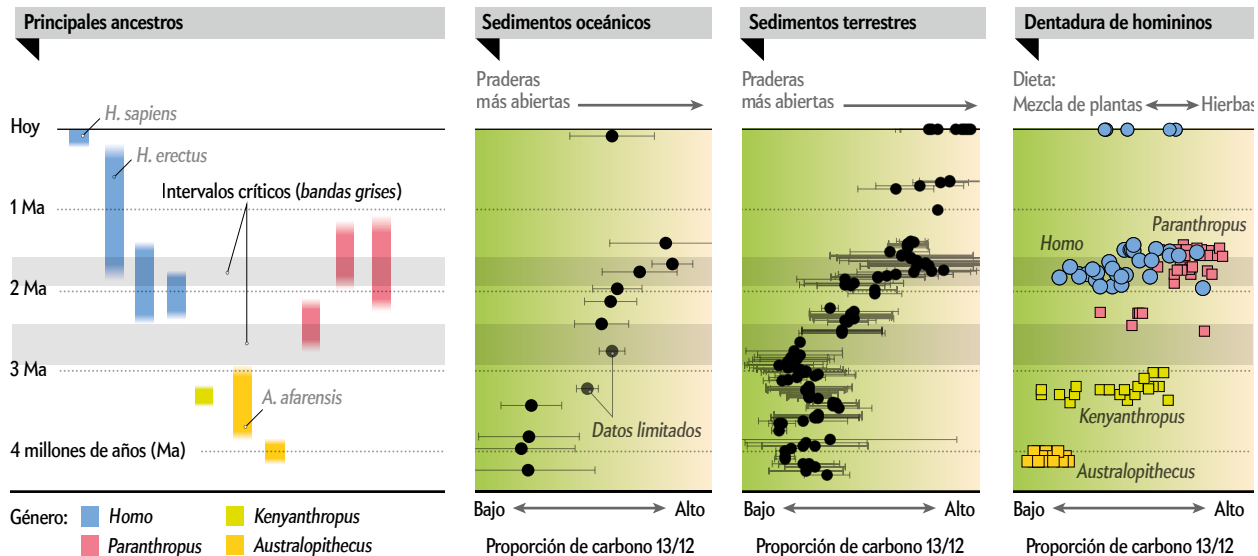 Principales ancestros
Hoy
H. sapiens
H. erectus
Intervalos críticos (bandas grises)
1 Ma
2 Ma
3 Ma
A. afarensis
4 millones de años (Ma)
Género:
Homo
Kenyanthropus
Paranthropus
Australopithecus
Sedimentos oceánicos
Praderas
más abiertas
Datos limitados
Bajo
Alto
Proporción de carbono 13/12
Sedimentos terrestres
Praderas
más abiertas
Bajo
Alto
Proporción de carbono 13/12
Dentadura de homininos
Dieta:
Mezcla de plantas
Hierbas
Paranthropus
Homo
Kenyanthropus
Australopithecus
Bajo
Alto
Proporción de carbono 13/12